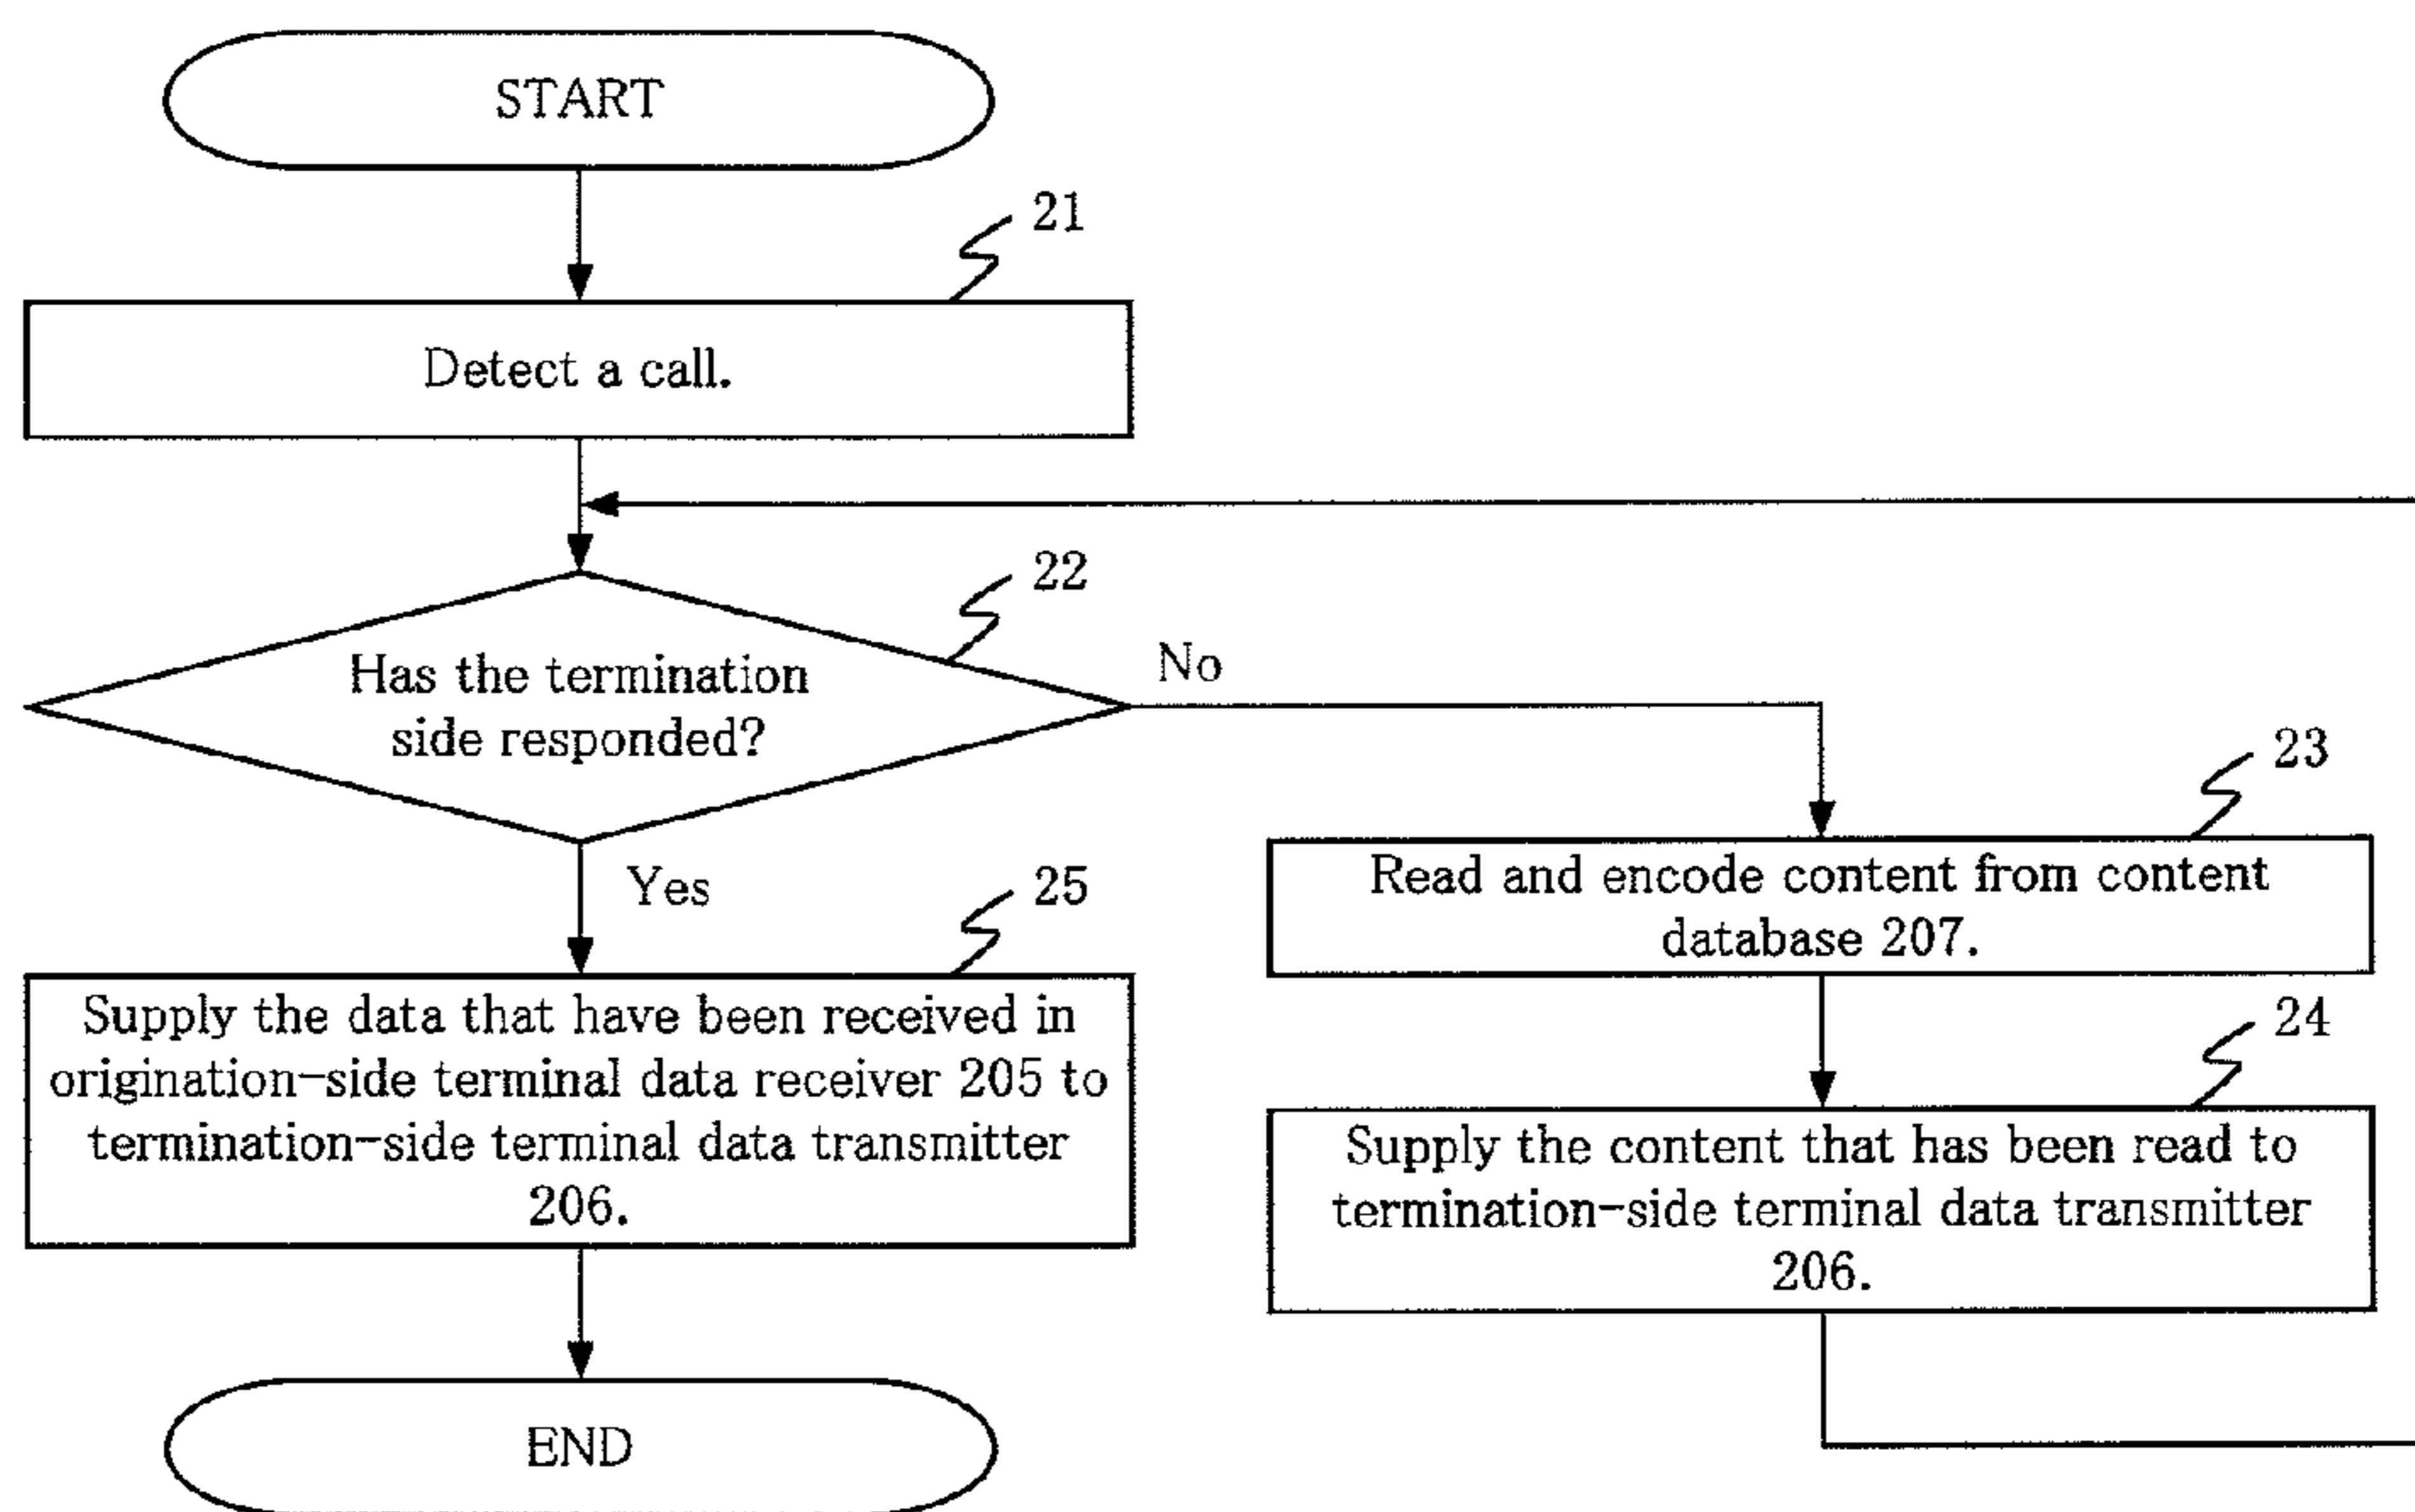 START
21
Detect a call.
22
Has the termination
side responded?
No
Yes
23
Read and encode content from content
database 207.
25
Supply the data that have been received in
origination-side terminal data receiver 205 to
termination-side terminal data transmitter
206.
24
Supply the content that has been read to
termination-side terminal data transmitter
206.
END